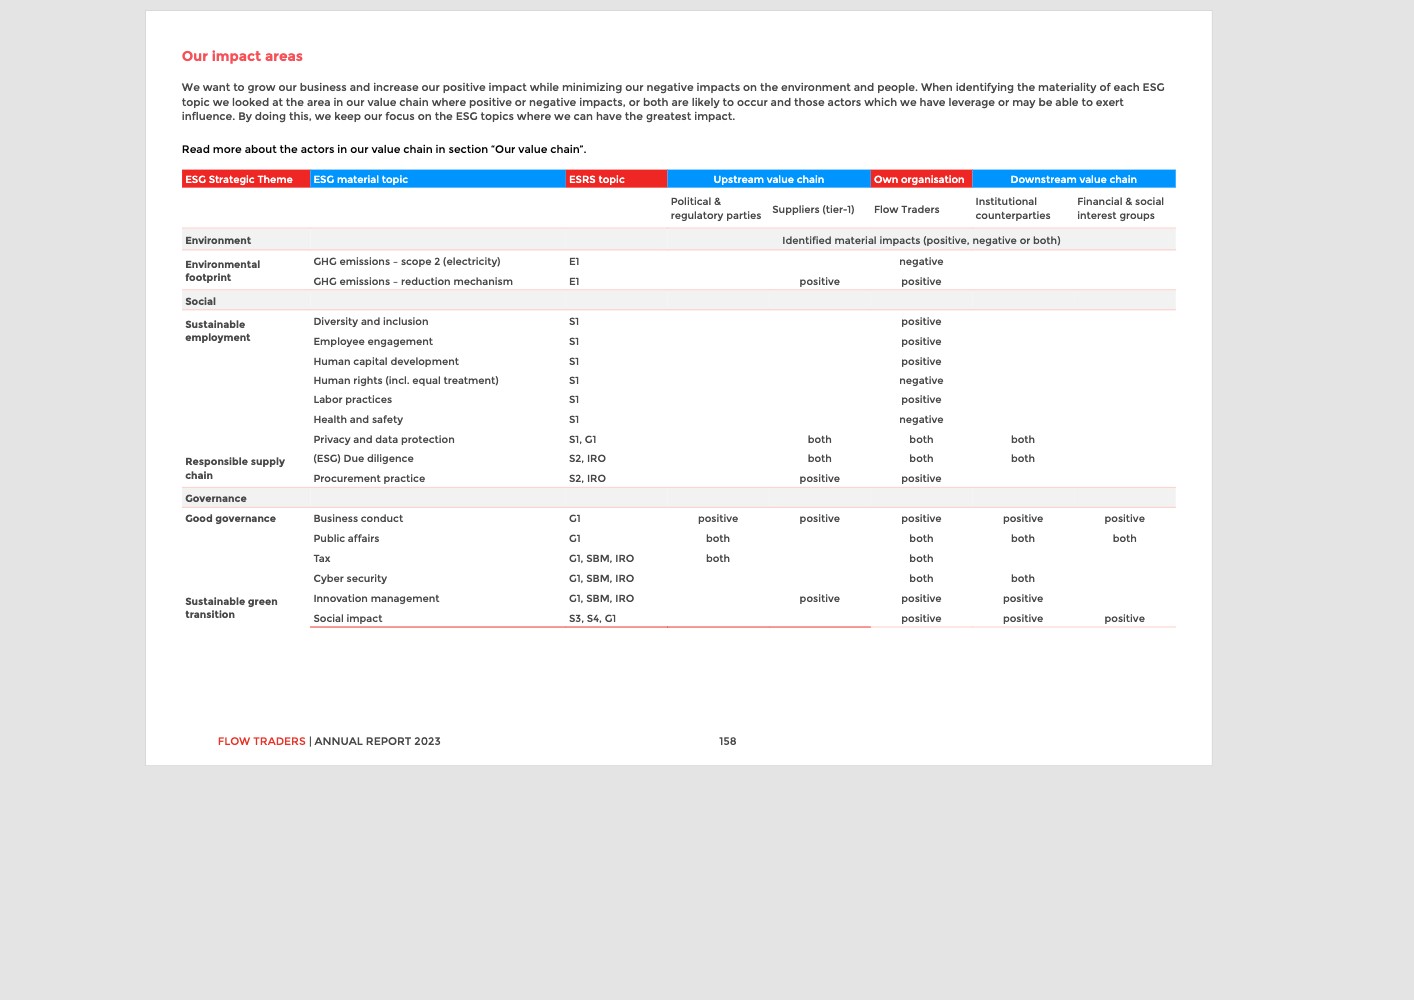 Our impact areas
We want to grow our business and increase our positive impact while minimizing our negative impacts on the environment and people. When identifying the materiality of each ESG
topic we looked at the area in our value chain where positive or negative impacts, or both are likely to occur and those actors which we have leverage or may be able to exert
influence. By doing this, we keep our focus on the ESG topics where we can have the greatest impact.
Read more about the actors in our value chain in section “Our value chain”.
ESG Strategic Theme ESG material topic ESRS topic Upstream value chain Own organisation Downstream value chain
Political & regulatory parties Suppliers (tier-1) Flow Traders Institutional counterparties Financial & social interest groups
Environment Identified material impacts (positive, negative or both)
Environmental footprint GHG emissions – scope 2 (electricity) E1 negative
GHG emissions – reduction mechanism E1 positive positive
Social
Sustainable employment Diversity and inclusion S1 positive
Employee engagement S1 positive
Human capital development S1 positive
Human rights (incl. equal treatment) S1 negative
Labor practices S1 positive
Health and safety S1 negative
Privacy and data protection S1, G1 both both both
Responsible supply chain (ESG) Due diligence S2, IRO both both both
Procurement practice S2, IRO positive positive
Governance
Good governance Business conduct G1 positive positive positive positive positive
Public affairs G1 both both both both
Tax G1, SBM, IRO both both
Cyber security G1, SBM, IRO both both
Sustainable green transition Innovation management G1, SBM, IRO positive positive positive
Social impact S3, S4, G1 positive positive positive
FLOW TRADERS | ANNUAL REPORT 2023 158